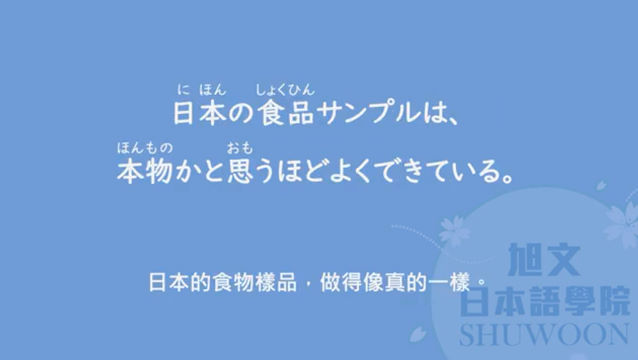 に ほん しょくひん
日本の食品サンプルは、
ほんもの おも
本物かと思うほどよくできている。
日本的食物樣品，做得像真的一樣。
旭文
日本語學院
SHUWOON